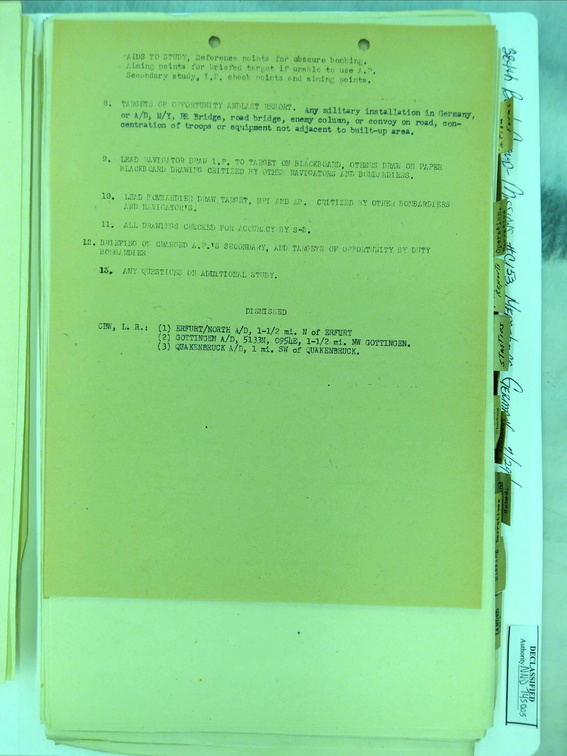 AIDS TO STUDY, Reference points for obscure bombing.
Aiming points for briefed target if unable to use A.P.
Secondary study, I.P. check points and aiming points.
8. TARGETS OF OPPORTUNITY ANDLAST RESORT. Any military installation in Germany,
or A/D, M/Y, RR Bridge, road bridge, enemy column, or convoy on road, con-
centration of troops or equipment not adjacent to built-up area.
9. LEAD NAVIGATOR DRAW I.P. TO TARGET ON BLACKBOARD, OTHERS DRAW ON PAPER
BLACKBOARD DRAWING CRITIZED BY OTHER NAVIGATORS AND BOMBARDIERS.
10. LEAD BOMBARDIER DRAW TARGET, MPI AND AP. CRITIZED BY OTHER BOMBARDIERS
AND NAVIGATOR'S.
11. ALL DRAWINGS CHECKED FOR ACCURACY BY S-2.
12. BRIEFING ON CHANGED A.P.'S SECONDARY, AND TARGETS OF OPPORTUNITY BY DUTY
BOMBARDIER
13. ANY QUESTIONS ON ADDITIONAL STUDY.
DISMISSED
CBW, L. R.: (1) ERFURT/NORTH A/D, 1-1/2 mi. N of ERFURT
(2) GOTTINGEN A/D, 5133N, 0954E, 1-1/2 mi. NW GOTTINGEN.
(3) QUAKENBRUCK A/D, 1 mi. SW of QUAKENBRUCK.
GERMANY
DECLASSIFIED
Authority NND 745005